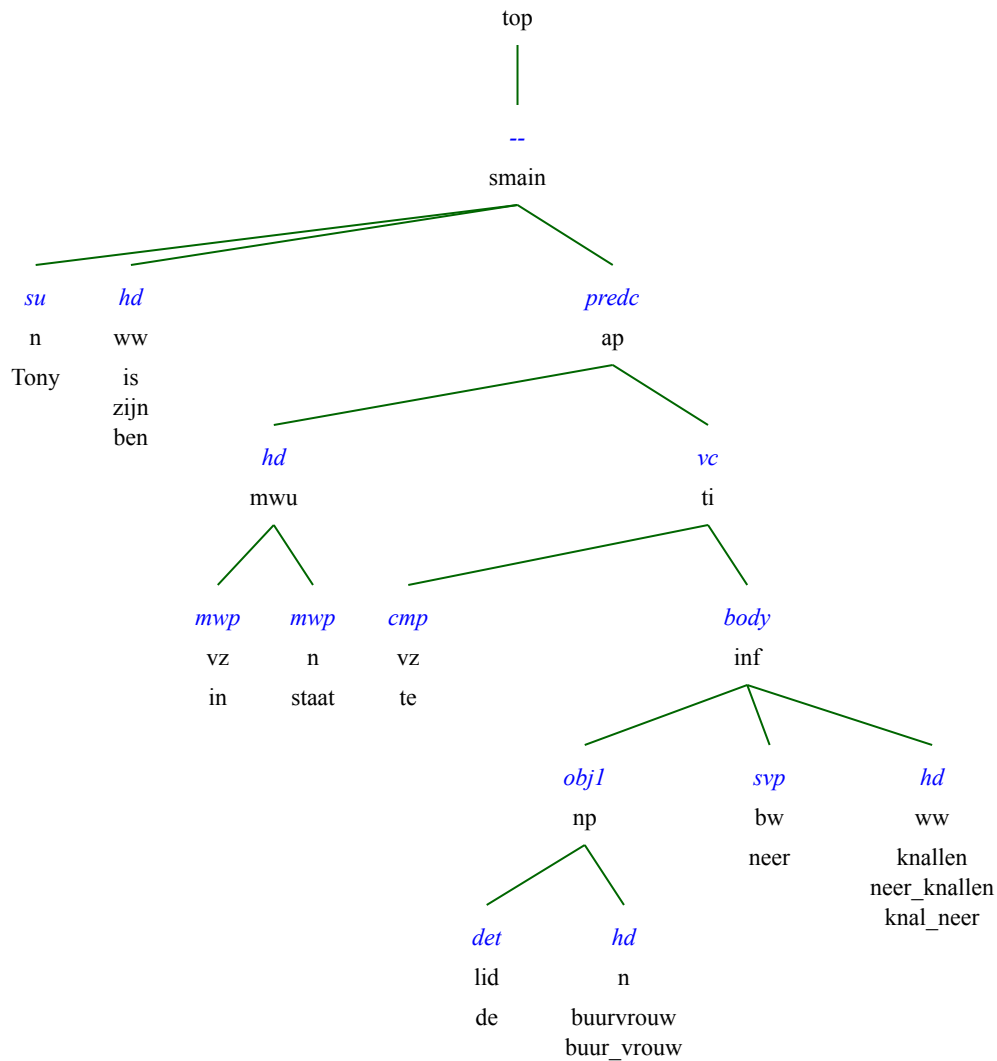 top
--
smain
su hd predc
n ww ap
Tony is
zijn
ben
hd vc
mwu ti
mwp mwp cmp body
vz n vz inf
in staat te
obj1 svp hd
np bw ww
neer knallen
neer_knallen
knal_neer
det hd
lid n
de buurvrouw
buur_vrouw